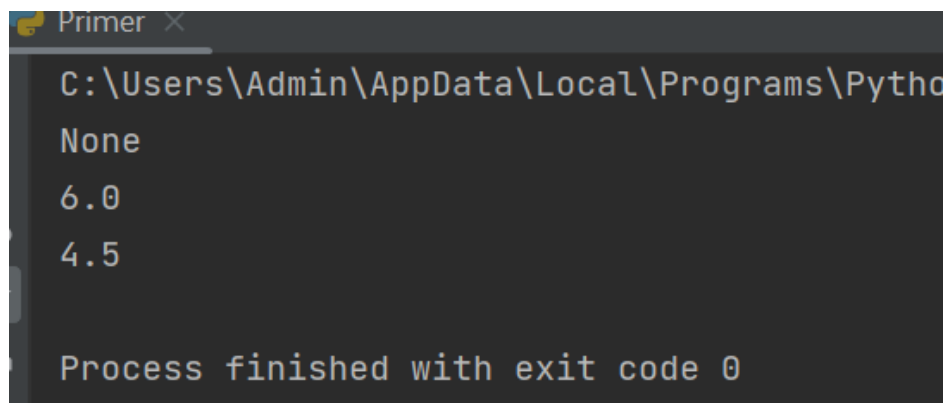 Primer
C:\Users\Admin\AppData\Local\Programs\Pytho
None
6.0
4.5
Process finished with exit code 0